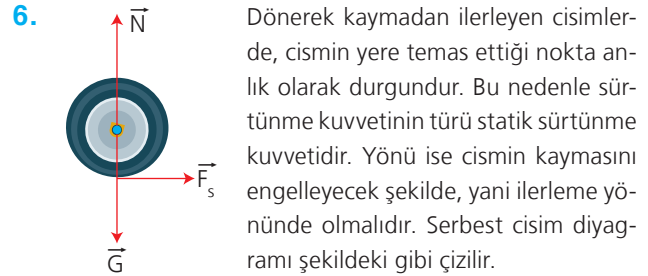 6.
N
F s
G
Dönerek kaymadan ilerleyen cisimler-
de, cismin yere temas ettiği nokta an-
lık olarak durgundur. Bu nedenle sür-
tünme kuvvetinin türü statik sürtünme
kuvvetidir. Yönü ise cismin kaymasını
engelleyecek şekilde, yani ilerleme yö-
nünde olmalıdır. Serbest cisim diyag-
ramı şekildeki gibi çizilir.